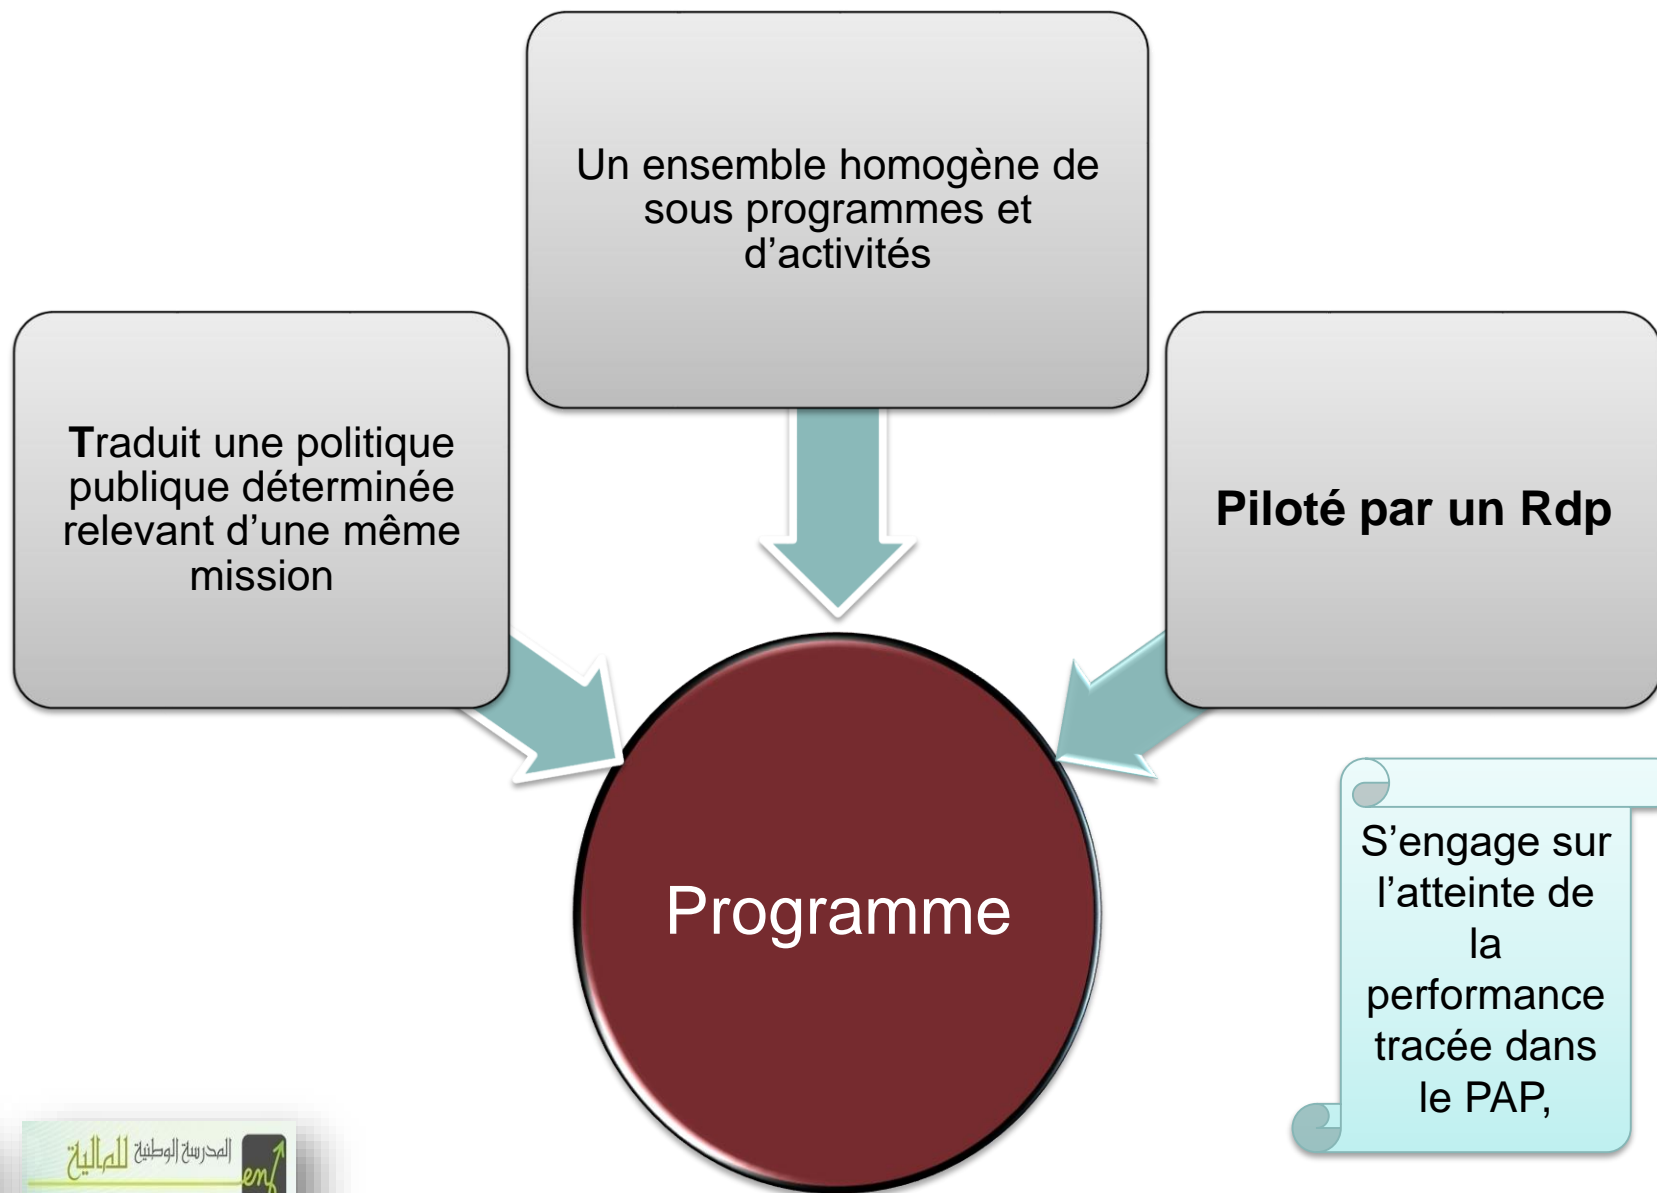 Un ensemble homogène de
sous programmes et
d’activités
Traduit une politique
publique déterminée
relevant d’une même
mission
Piloté par un Rdp
Programme
S’engage sur
l’atteinte de
la
performance
tracée dans
le PAP,
المدرسة الوطنية للمالية
enf